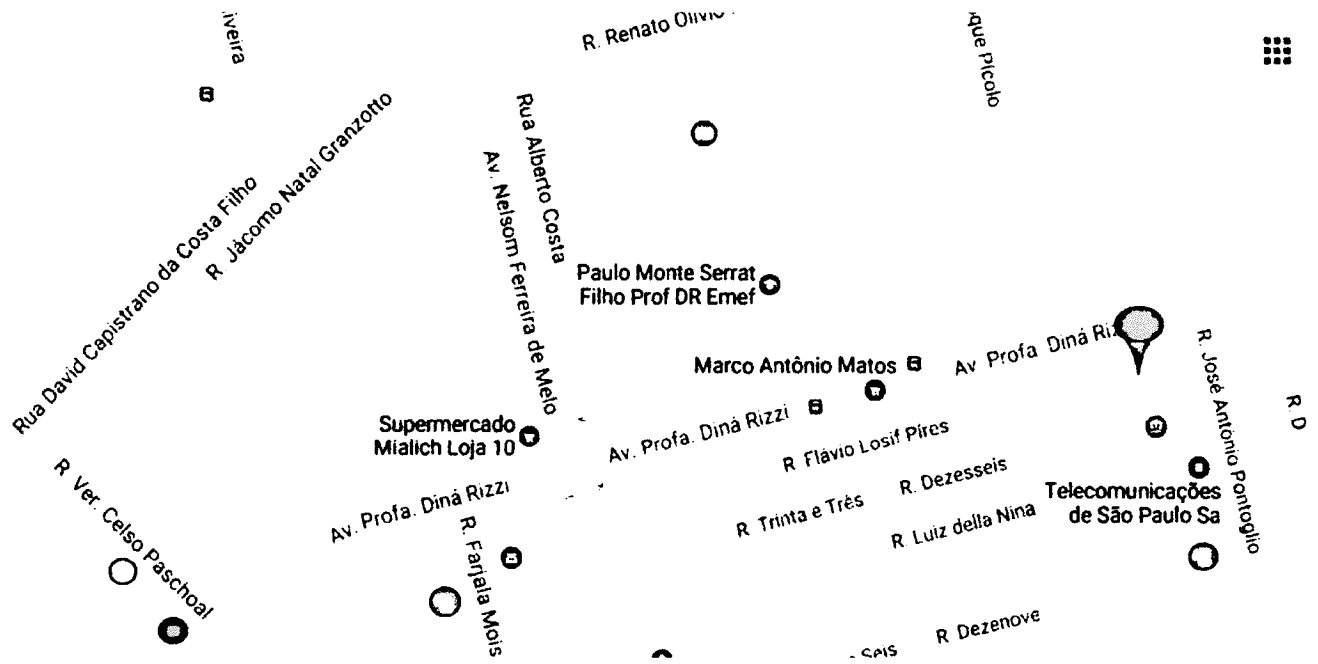 R. Renato Olivio
Rua Alberto Costa
R. Jácomo Natal Granzotto
Av. Nelsom Ferreira de Melo
Rua David Capistrano da Costa Filho
Paulo Monte Serrat
Filho Prof DR Emef
Marco Antônio Matos
Av Profa Diná
R. José Antônio Pontoglio
R. D
Supermercado
Mialich Loja 10
Av. Profa. Diná Rizzi
R Flávio Losif Pires
R. Dezesseis
R Trinta e Três
R Luiz della Nina
Telecomunicações
de São Paulo Sa
Av. Profa. Diná Rizzi
R. Farjala Mois
R Ver. Celso Paschoal
R Dezenove
Seis